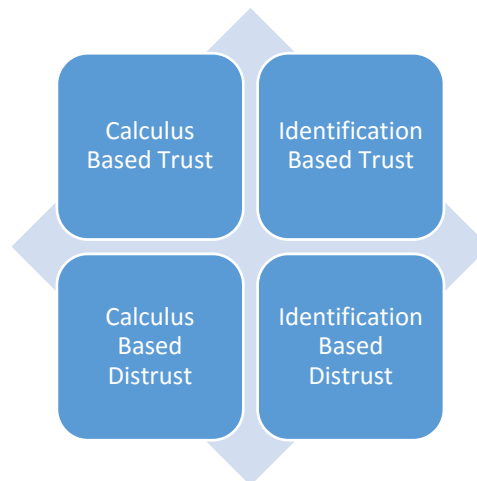 Calculus
Based Trust
Identification
Based Trust
Calculus
Based
Distrust
Identification
Based
Distrust